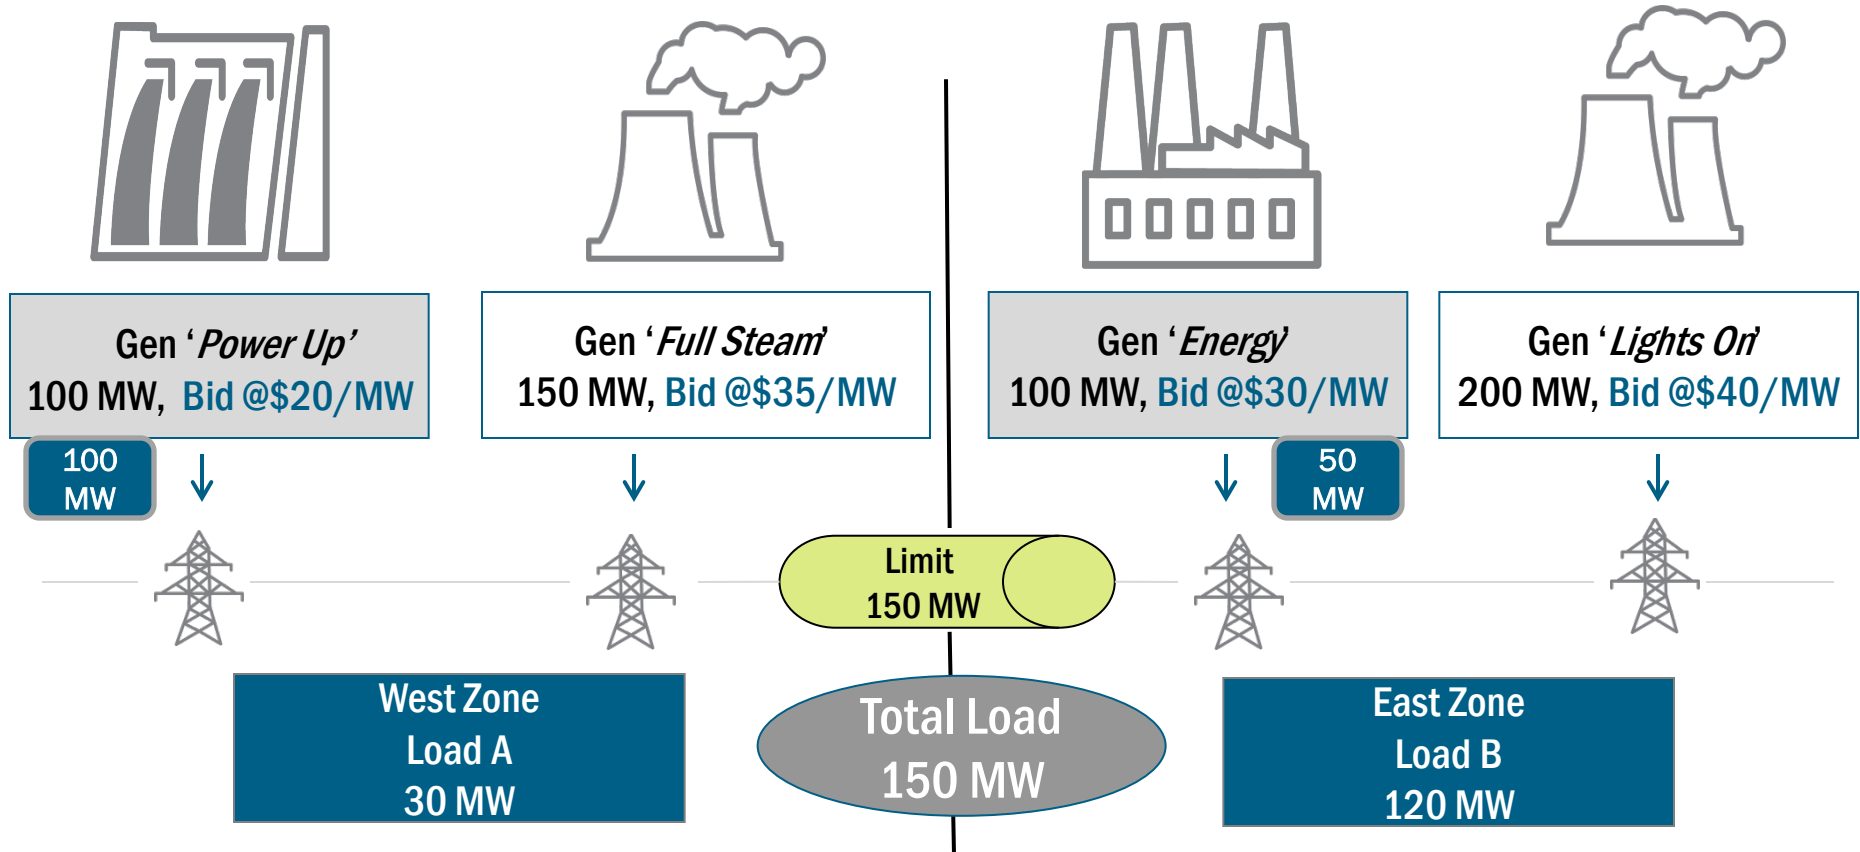 Gen ‘Power Up’
100 MW, Bid @$20/MW
Gen ‘Full Steam’
150 MW, Bid @$35/MW
Gen ‘Energy’
100 MW, Bid @$30/MW
Gen ‘Lights On’
200 MW, Bid @$40/MW
100
MW
50
MW
Limit
150 MW
West Zone
Load A
30 MW
Total Load
150 MW
East Zone
Load B
120 MW